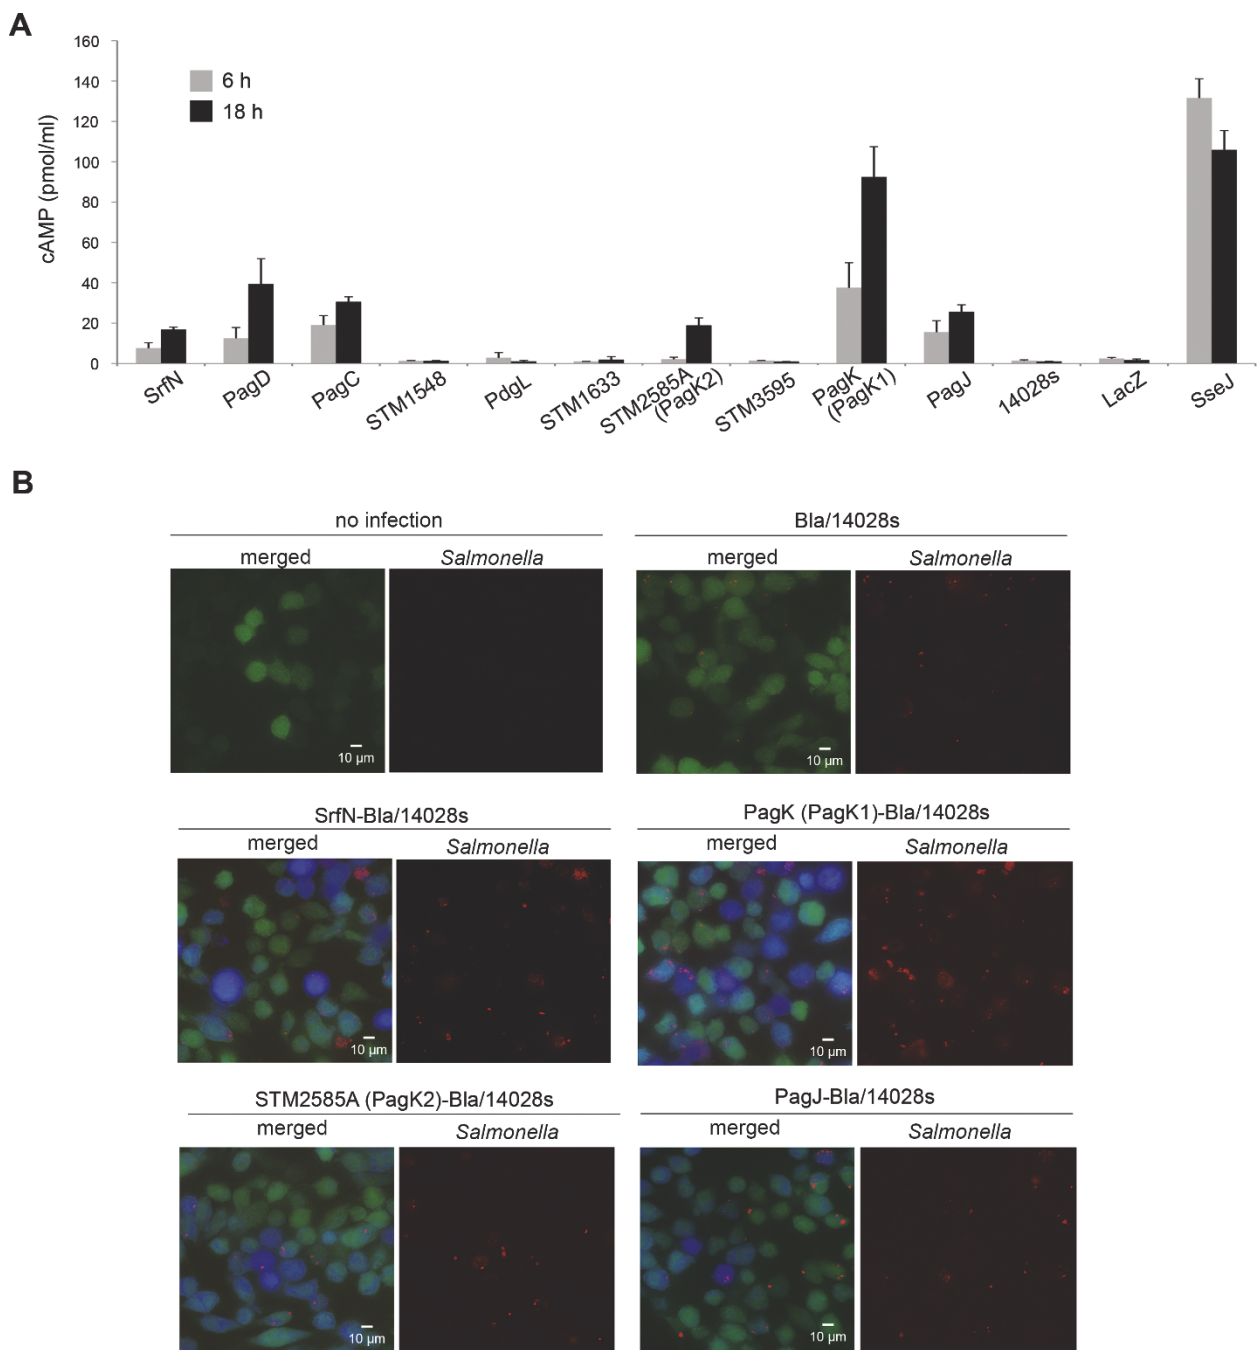 A
160
140
120
100
80
60
40
20
0
cAMP (pmol/ml)
6 h
18 h
SrfN
PagD
PagC
STM1548
PdgL
STM1633
STM2585A
(PagK2)
STM3595
PagK
(PagK1)
PagJ
14028s
LacZ
SseJ
B
no infection
merged
Salmonella
10 µm
Bla/14028s
merged
Salmonella
10 µm
SrfN-Bla/14028s
merged
Salmonella
10 µm
PagK (PagK1)-Bla/14028s
merged
Salmonella
10 µm
STM2585A (PagK2)-Bla/14028s
merged
Salmonella
10 µm
PagJ-Bla/14028s
merged
Salmonella
10 µm